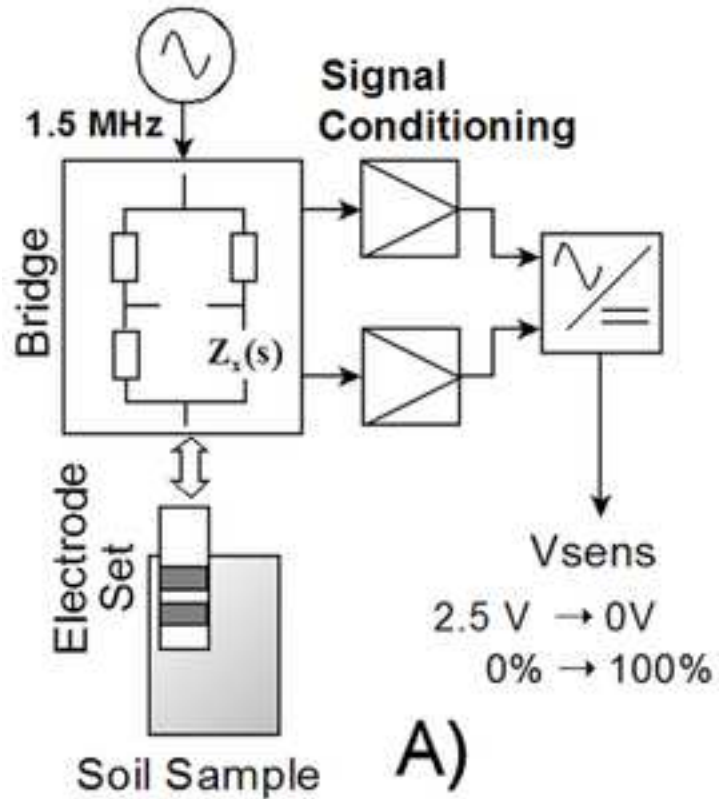 1.5 MHz
Signal
Conditioning
Bridge
Zx(s)
Electrode
Set
Vsens
2.5 V → 0V
0% → 100%
Soil Sample
A)